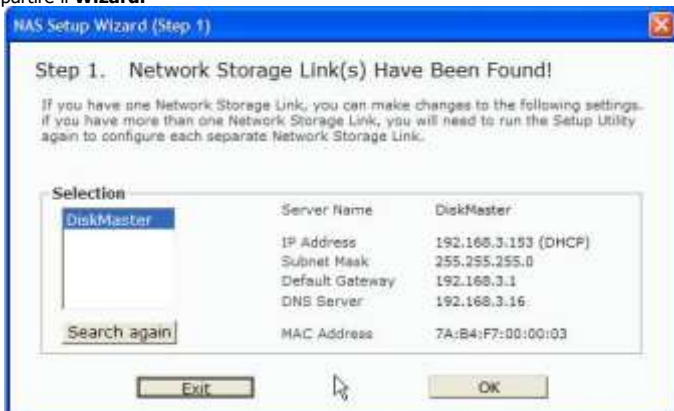 partire il Wizard.
NAS Setup Wizard (Step 1)
Step 1. Network Storage Link(s) Have Been Found!
If you have one Network Storage Link, you can make changes to the following settings.
if you have more than one Network Storage Link, you will need to run the Setup Utility
again to configure each separate Network Storage Link.
Selection
DiskMaster
Server Name DiskMaster
IP Address 192.168.3.153 (DHCP)
Subnet Mask 255.255.255.0
Default Gateway 192.168.3.1
DNS Server 192.168.3.16
Search again
MAC Address 7A:B4:F7:00:00:03
Exit
OK